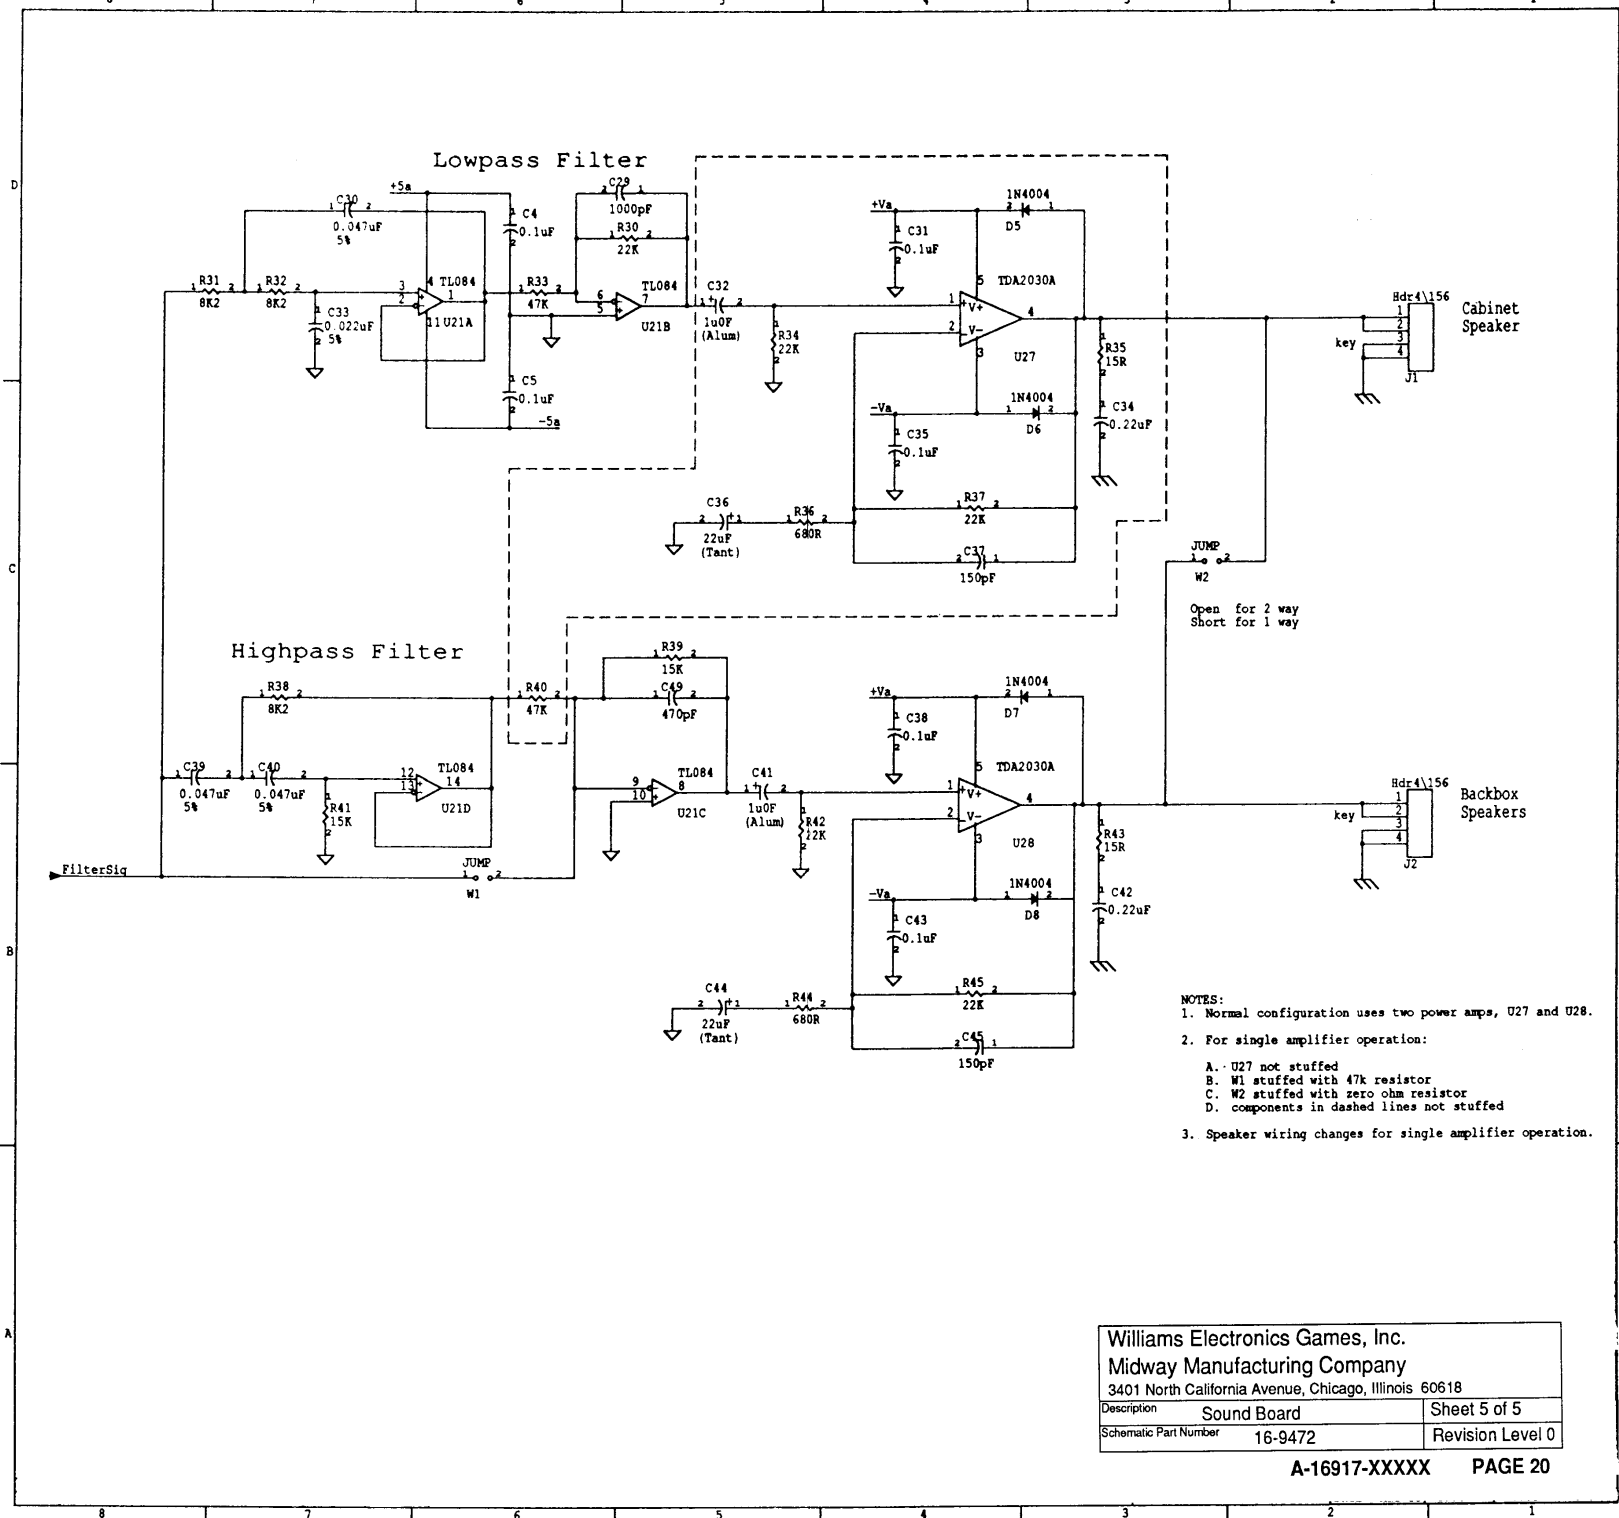 Lowpass Filter
+5a
C30
0.047uF
5%
R31
8K2
R32
8K2
C33
0.022uF
5%
TL084
U21A
C4
0.1uF
C5
0.1uF
-5a
R33
47K
C29
1000pF
R30
22K
TL084
U21B
C32
1u0F
(Alum)
R34
22K
+Va
C31
0.1uF
1N4004
D5
TDA2030A
V+
V-
U27
-Va
C35
0.1uF
1N4004
D6
R35
15R
C34
0.22uF
C36
22uF
(Tant)
R36
680R
R37
22K
C37
150pF
Hdr4\156
key
J1
Cabinet
Speaker
JUMP
W2
Open for 2 way
Short for 1 way
Highpass Filter
R38
8K2
C39
0.047uF
5%
C40
0.047uF
5%
R41
15K
TL084
U21D
FilterSig
JUMP
W1
R40
47K
R39
15K
C49
470pF
TL084
U21C
C41
1u0F
(Alum)
R42
22K
+Va
C38
0.1uF
1N4004
D7
TDA2030A
V+
V-
U28
-Va
C43
0.1uF
1N4004
D8
R43
15R
C42
0.22uF
C44
22uF
(Tant)
R44
680R
R45
22K
C45
150pF
Hdr4\156
key
J2
Backbox
Speakers
NOTES:
1. Normal configuration uses two power amps, U27 and U28.
2. For single amplifier operation:
A. U27 not stuffed
B. W1 stuffed with 47k resistor
C. W2 stuffed with zero ohm resistor
D. components in dashed lines not stuffed
3. Speaker wiring changes for single amplifier operation.
Williams Electronics Games, Inc.
Midway Manufacturing Company
3401 North California Avenue, Chicago, Illinois 60618
Description Sound Board Sheet 5 of 5
Schematic Part Number 16-9472 Revision Level 0
A-16917-XXXXX PAGE 20
D
C
B
A
8 7 6 5 4 3 2 1